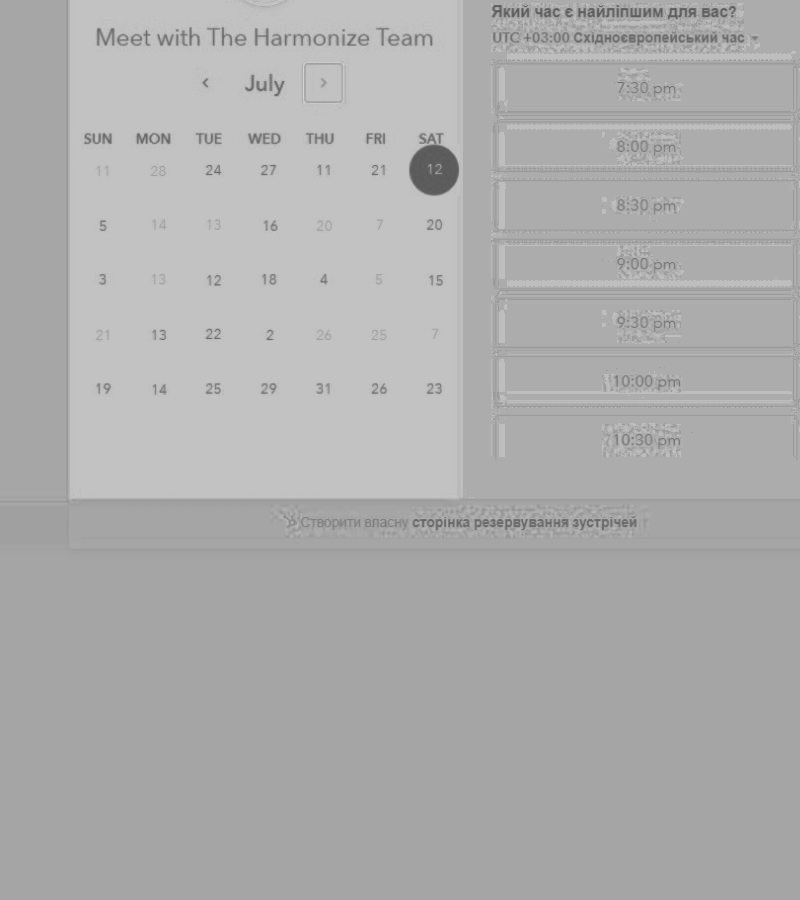 Meet with The Harmonize Team
July
SUN MON TUE WED THU FRI SAT
11 28 24 27 11 21 12
5 14 13 16 20 7 20
3 13 12 18 4 5 15
21 13 22 2 26 25 7
19 14 25 29 31 26 23
Який час є найліпшим для вас?
UTC +03:00 Східноєвропейський час
7:30 pm
8:00 pm
8:30 pm
9:00 pm
9:30 pm
10:00 pm
10:30 pm
Створити власну сторінка резервування зустрічей